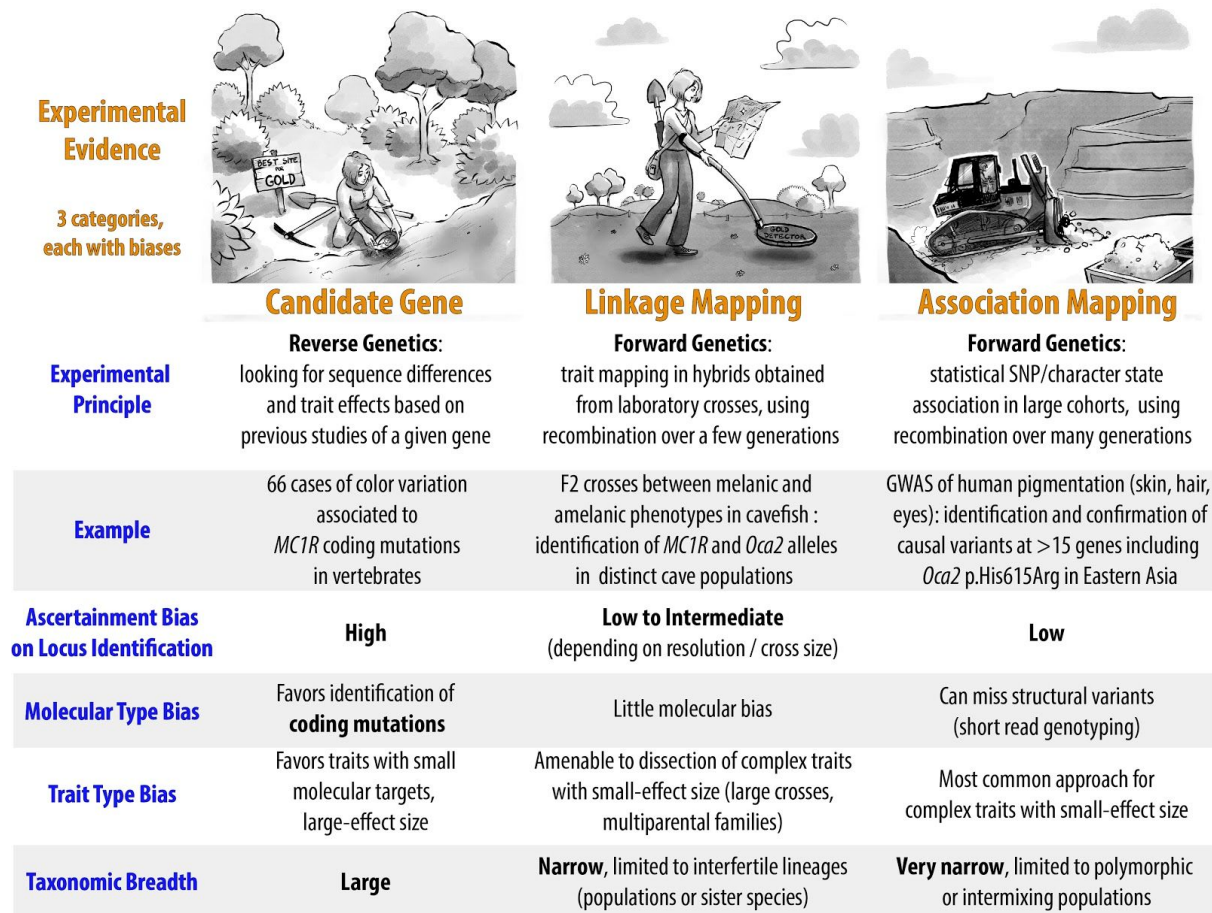 Experimental
Evidence
3 categories,
each with biases
BEST SITE
FOR
GOLD
GOLD
DETECTOR
Candidate Gene
Linkage Mapping
Association Mapping
Experimental
Principle
Reverse Genetics:
looking for sequence differences
and trait effects based on
previous studies of a given gene
Forward Genetics:
trait mapping in hybrids obtained
from laboratory crosses, using
recombination over a few generations
Forward Genetics:
statistical SNP/character state
association in large cohorts, using
recombination over many generations
Example
66 cases of color variation
associated to
MC1R coding mutations
in vertebrates
F2 crosses between melanic and
amelanic phenotypes in cavefish :
identification of MC1R and Oca2 alleles
in distinct cave populations
GWAS of human pigmentation (skin, hair,
eyes): identification and confirmation of
causal variants at >15 genes including
Oca2 p.His615Arg in Eastern Asia
Ascertainment Bias
on Locus Identification
High
Low to Intermediate
(depending on resolution / cross size)
Low
Molecular Type Bias
Favors identification of
coding mutations
Little molecular bias
Can miss structural variants
(short read genotyping)
Trait Type Bias
Favors traits with small
molecular targets,
large-effect size
Amenable to dissection of complex traits
with small-effect size (large crosses,
multiparental families)
Most common approach for
complex traits with small-effect size
Taxonomic Breadth
Large
Narrow, limited to interfertile lineages
(populations or sister species)
Very narrow, limited to polymorphic
or intermixing populations